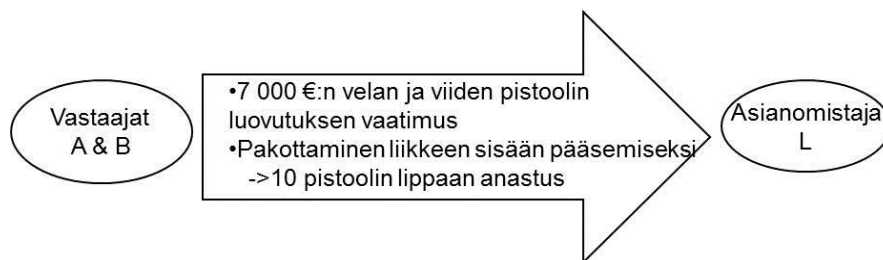 Vastaajat
A & B
•7 000 €:n velan ja viiden pistoolin
luovutuksen vaatimus
•Pakottaminen liikkeen sisään pääsemiseksi
->10 pistoolin lippaan anastus
Asianomistaja
L